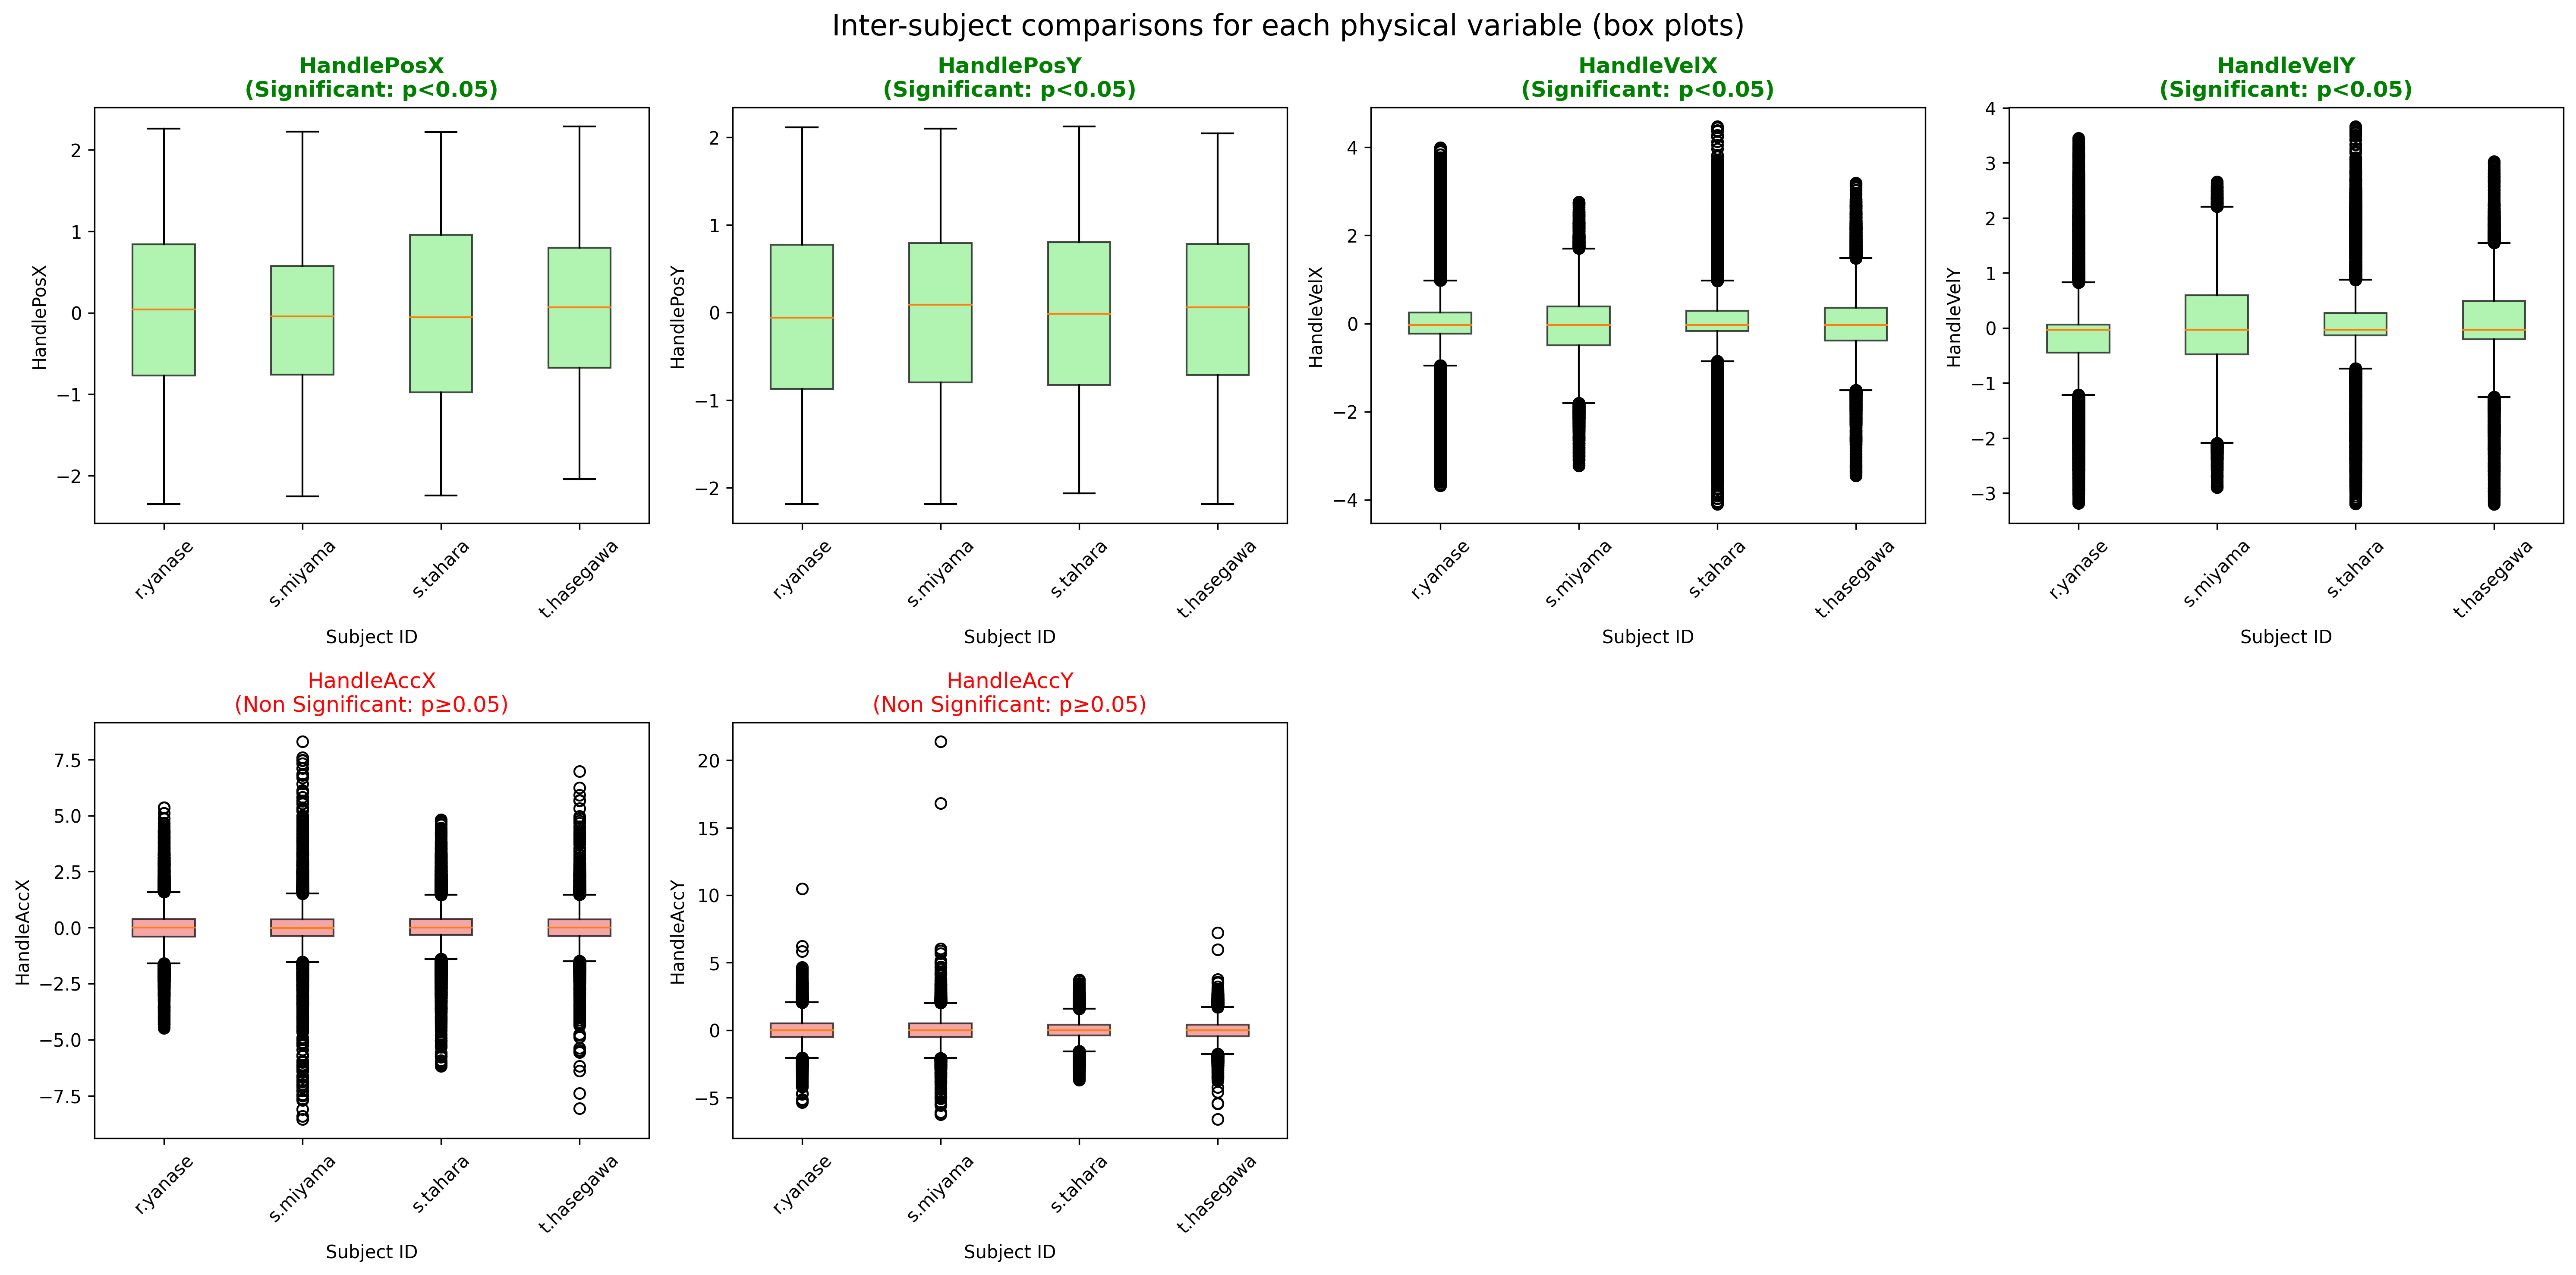 Inter-subject comparisons for each physical variable (box plots)
HandlePosX
(Significant: p<0.05)
HandlePosX
2
1
0
−1
−2
r.yanase
s.miyama
s.tahara
t.hasegawa
Subject ID
HandlePosY
(Significant: p<0.05)
HandlePosY
2
1
0
−1
−2
r.yanase
s.miyama
s.tahara
t.hasegawa
Subject ID
HandleVelX
(Significant: p<0.05)
HandleVelX
4
2
0
−2
−4
r.yanase
s.miyama
s.tahara
t.hasegawa
Subject ID
HandleVelY
(Significant: p<0.05)
HandleVelY
4
3
2
1
0
−1
−2
−3
r.yanase
s.miyama
s.tahara
t.hasegawa
Subject ID
HandleAccX
(Non Significant: p≥0.05)
HandleAccX
7.5
5.0
2.5
0.0
−2.5
−5.0
−7.5
r.yanase
s.miyama
s.tahara
t.hasegawa
Subject ID
HandleAccY
(Non Significant: p≥0.05)
HandleAccY
20
15
10
5
0
−5
r.yanase
s.miyama
s.tahara
t.hasegawa
Subject ID